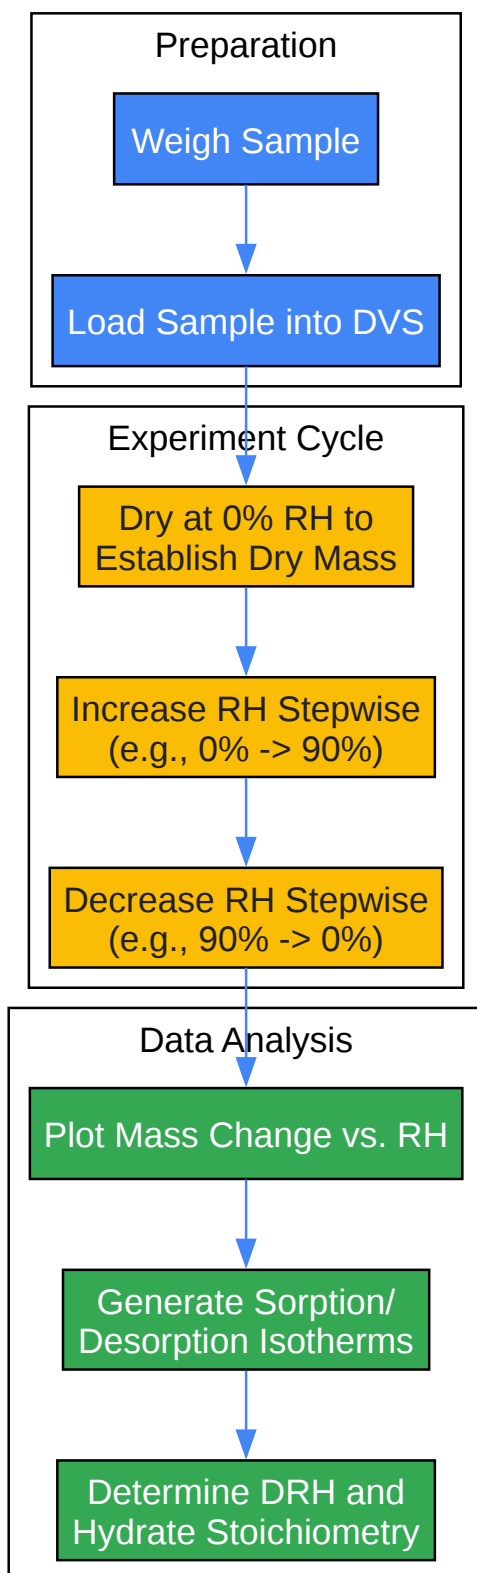 Preparation
Weigh Sample
Load Sample into DVS
Experiment Cycle
Dry at 0% RH to
Establish Dry Mass
Increase RH Stepwise
(e.g., 0% -> 90%)
Decrease RH Stepwise
(e.g., 90% -> 0%)
Data Analysis
Plot Mass Change vs. RH
Generate Sorption/
Desorption Isotherms
Determine DRH and
Hydrate Stoichiometry